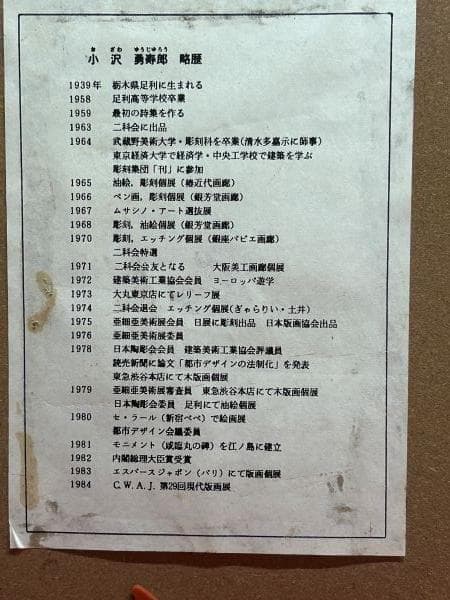 お ざわ ゆうじゅろう
小沢 勇寿郎 略歴
1939年 栃木県足利に生まれる
1958 足利高等学校卒業
1959 最初の詩集を作る
1963 二科会に出品
1964 武蔵野美術大学・彫刻科を卒業(清水多嘉示に師事)
東京経済大学で経済学・中央工学校で建築を学ぶ
彫刻集団「刊」に参加
1965 油絵，彫刻個展(椿近代画廊)
1966 ペン画，彫刻個展(銀芳堂画廊)
1967 ムサシノ・アート選抜展
1968 彫刻，油絵個展(銀芳堂画廊)
1970 彫刻，エッチング個展(銀座パピエ画廊)
二科会特選
1971 二科会会友となる 大阪美工画廊個展
1972 建築美術工業協会会員 ヨーロッパ遊学
1973 大丸東京店にてレリーフ展
1974 二科会退会 エッチング個展(ぎゃらりい・土井)
1975 亜細亜美術展会員 日展に彫刻出品 日本版画協会出品
1976 亜細亜美術展委員
1978 日本陶彫会会員 建築美術工業協会評議員
読売新聞に論文「都市デザインの法制化」を発表
東急渋谷本店にて木版画個展
1979 亜細亜美術展審査員 東急渋谷本店にて木版画個展
日本陶彫会委員 足利にて油絵個展
1980 セ・ラール(新宿ペペ)で絵画展
都市デザイン会議委員
1981 モニメント(咸臨丸の碑)を江ノ島に建立
1982 内閣総理大臣賞受賞
1983 エスパースジャポン(パリ)にて版画個展
1984 C.W.A.J. 第29回現代版画展